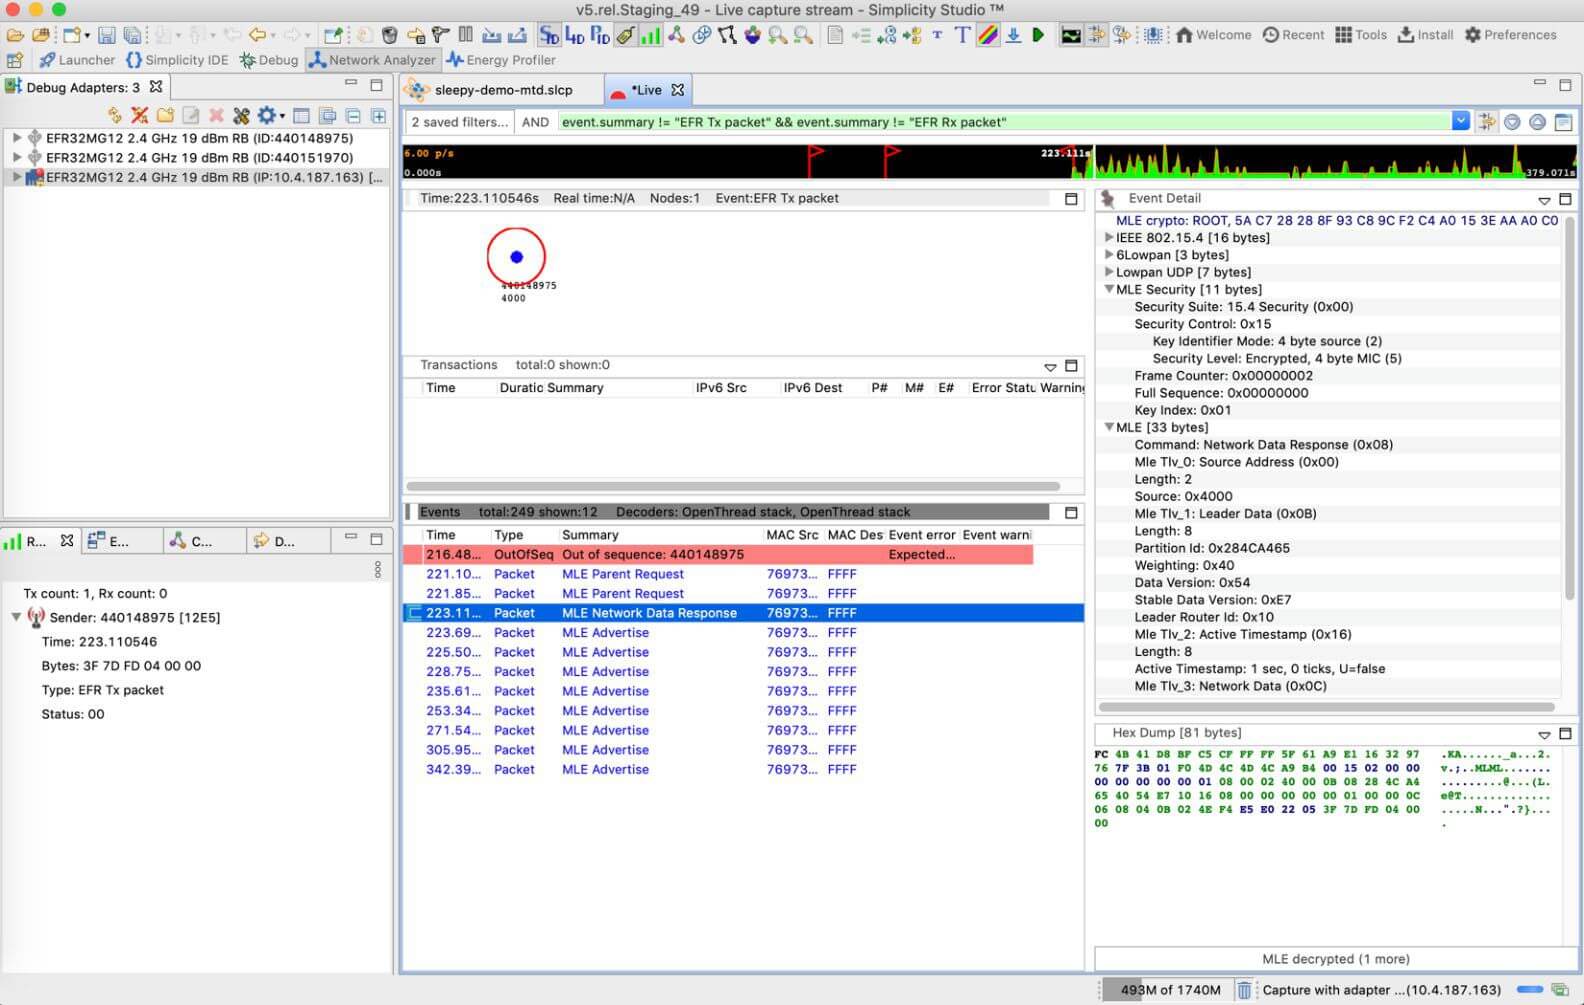 v5.rel.Staging_49 - Live capture stream - Simplicity Studio ™
Welcome Recent Tools Install Preferences
Launcher Simplicity IDE Debug Network Analyzer Energy Profiler
Debug Adapters: 3
EFR32MG12 2.4 GHz 19 dBm RB (ID:440148975)
EFR32MG12 2.4 GHz 19 dBm RB (ID:440151970)
EFR32MG12 2.4 GHz 19 dBm RB (IP:10.4.187.163) [...
R... E... C... D...
Tx count: 1, Rx count: 0
Sender: 440148975 [12E5]
Time: 223.110546
Bytes: 3F 7D FD 04 00 00
Type: EFR Tx packet
Status: 00
sleepy-demo-mtd.slcp *Live
2 saved filters... AND event.summary != "EFR Tx packet" && event.summary != "EFR Rx packet"
6.00 p/s 223.111s
0.000s 379.071s
Time:223.110546s Real time:N/A Nodes:1 Event:EFR Tx packet
440148975
4000
Transactions total:0 shown:0
Time Duratic Summary IPv6 Src IPv6 Dest P# M# E# Error Statu Warning
Events total:249 shown:12 Decoders: OpenThread stack, OpenThread stack
Time Type Summary MAC Src MAC Des Event error Event warni
216.48... OutOfSeq Out of sequence: 440148975 Expected...
221.10... Packet MLE Parent Request 76973... FFFF
221.85... Packet MLE Parent Request 76973... FFFF
223.11... Packet MLE Network Data Response 76973... FFFF
223.69... Packet MLE Advertise 76973... FFFF
225.50... Packet MLE Advertise 76973... FFFF
228.75... Packet MLE Advertise 76973... FFFF
235.61... Packet MLE Advertise 76973... FFFF
253.34... Packet MLE Advertise 76973... FFFF
271.54... Packet MLE Advertise 76973... FFFF
305.95... Packet MLE Advertise 76973... FFFF
342.39... Packet MLE Advertise 76973... FFFF
Event Detail
MLE crypto: ROOT, 5A C7 28 28 8F 93 C8 9C F2 C4 A0 15 3E AA A0 C0
IEEE 802.15.4 [16 bytes]
6Lowpan [3 bytes]
Lowpan UDP [7 bytes]
MLE Security [11 bytes]
Security Suite: 15.4 Security (0x00)
Security Control: 0x15
Key Identifier Mode: 4 byte source (2)
Security Level: Encrypted, 4 byte MIC (5)
Frame Counter: 0x00000002
Full Sequence: 0x00000000
Key Index: 0x01
MLE [33 bytes]
Command: Network Data Response (0x08)
Mle Tlv_0: Source Address (0x00)
Length: 2
Source: 0x4000
Mle Tlv_1: Leader Data (0x0B)
Length: 8
Partition Id: 0x284CA465
Weighting: 0x40
Data Version: 0x54
Stable Data Version: 0xE7
Leader Router Id: 0x10
Mle Tlv_2: Active Timestamp (0x16)
Length: 8
Active Timestamp: 1 sec, 0 ticks, U=false
Mle Tlv_3: Network Data (0x0C)
Hex Dump [81 bytes]
FC 4B 41 D8 BF C5 CF FF FF 5F 61 A9 E1 16 32 97 .KA......_a...2.
76 7F 3B 01 F0 4D 4C 4D 4C A9 B4 00 15 02 00 00 v.;..MLML.......
00 00 00 00 00 01 08 00 02 40 00 0B 08 28 4C A4 .........@...(L.
65 40 54 E7 10 16 08 00 00 00 00 00 01 00 00 0C e@T.............
06 08 04 0B 02 4E F4 E5 E0 22 05 3F 7D FD 04 00 .....N...".?}...
00 .
MLE decrypted (1 more)
493M of 1740M Capture with adapter ...(10.4.187.163)